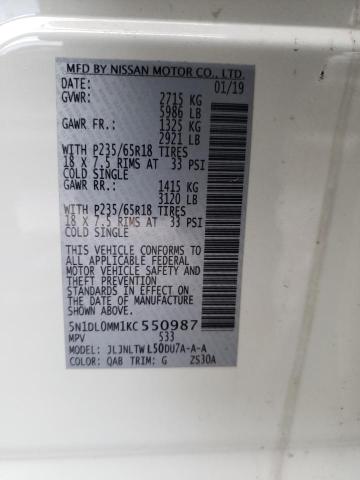 MFD BY NISSAN MOTOR CO., LTD.
DATE: 01/19
GVWR: 2715 KG
5986 LB
GAWR FR.: 1325 KG
2921 LB
WITH P235/65R18 TIRES
18 X 7.5 RIMS AT 33 PSI
COLD SINGLE
GAWR RR.: 1415 KG
3120 LB
WITH P235/65R18 TIRES
18 X 7.5 RIMS AT 33 PSI
COLD SINGLE
THIS VEHICLE CONFORMS TO
ALL APPLICABLE FEDERAL
MOTOR VEHICLE SAFETY
BUMPER, AND THEFT PREVENTION
STANDARDS IN EFFECT ON THE
DATE OF MANUFACTURE
SHOWN ABOVE.
5N1DL0MM1KC550987
MPV S33
MODEL: JLJNLTWL50DU7A-A-A
COLOR: QAB TRIM: G ZS30A